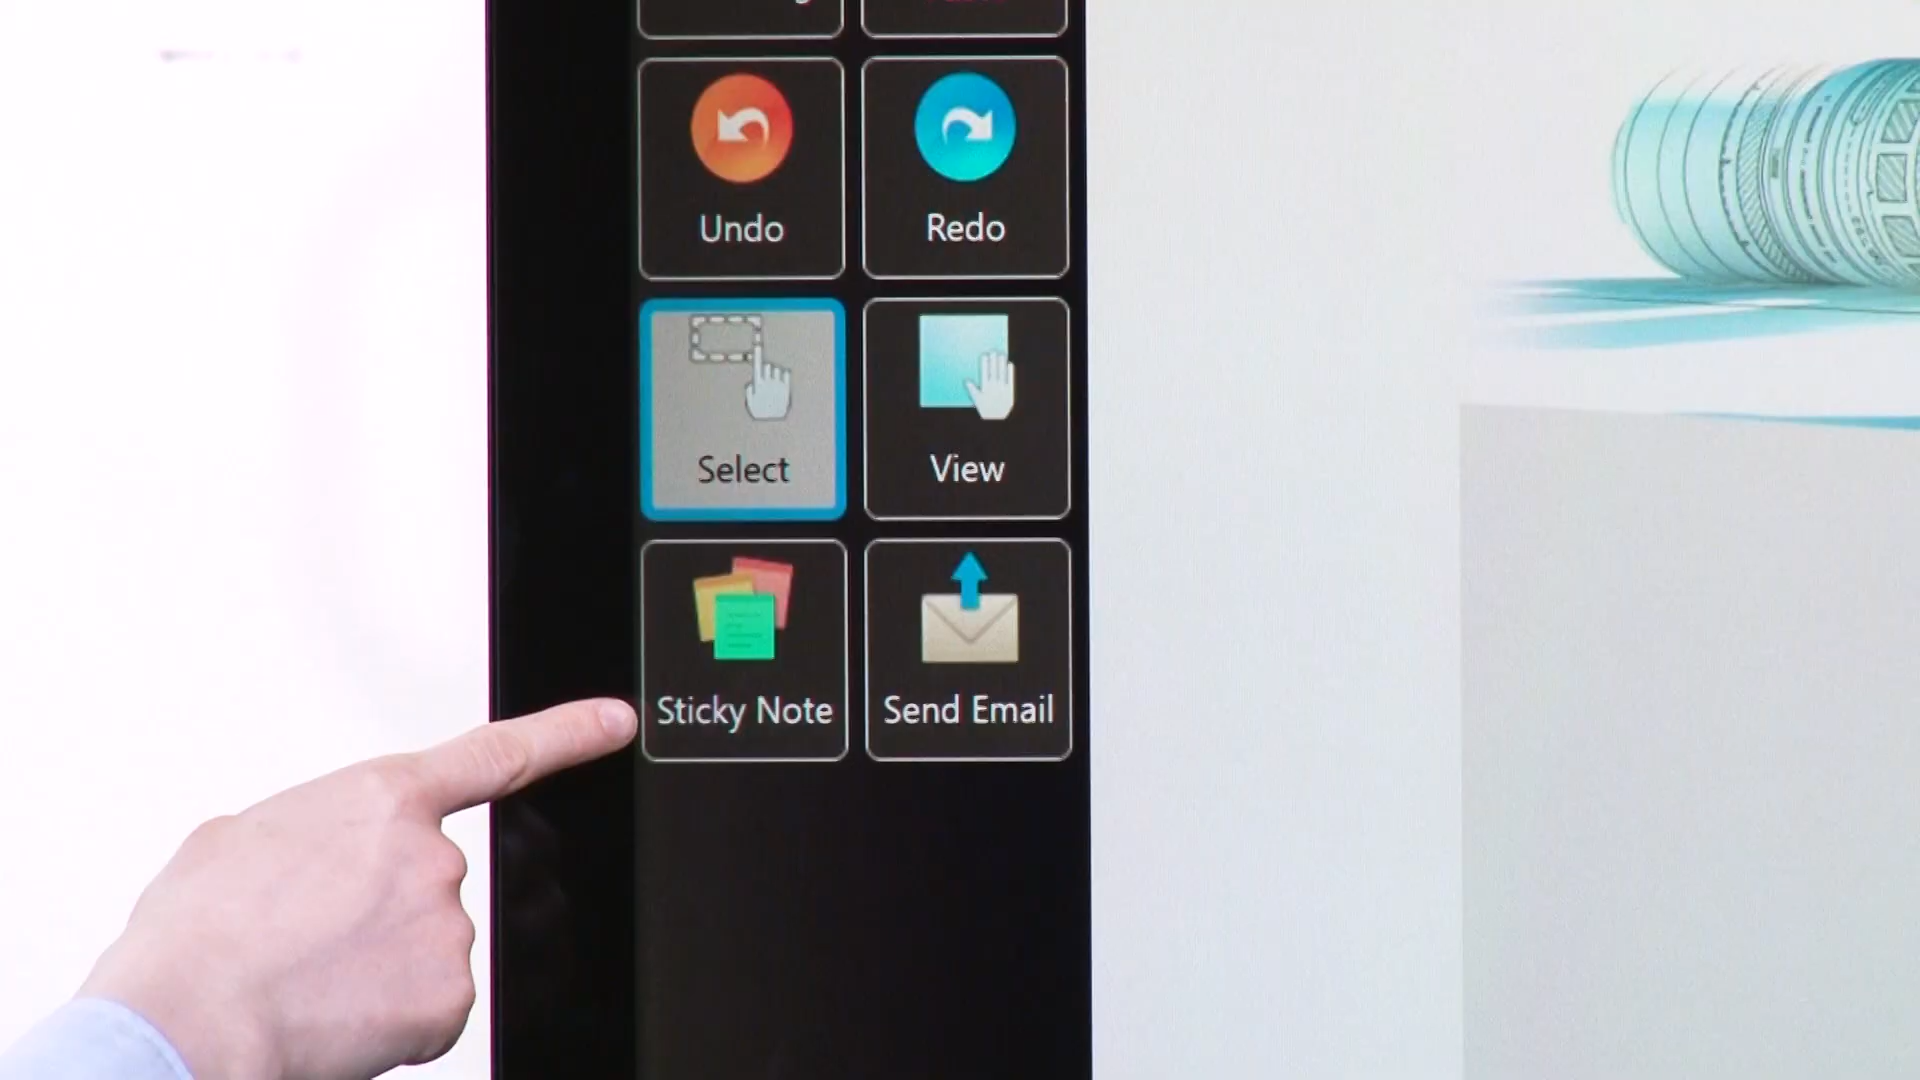 Undo
Redo
Select
View
Sticky Note
Send Email